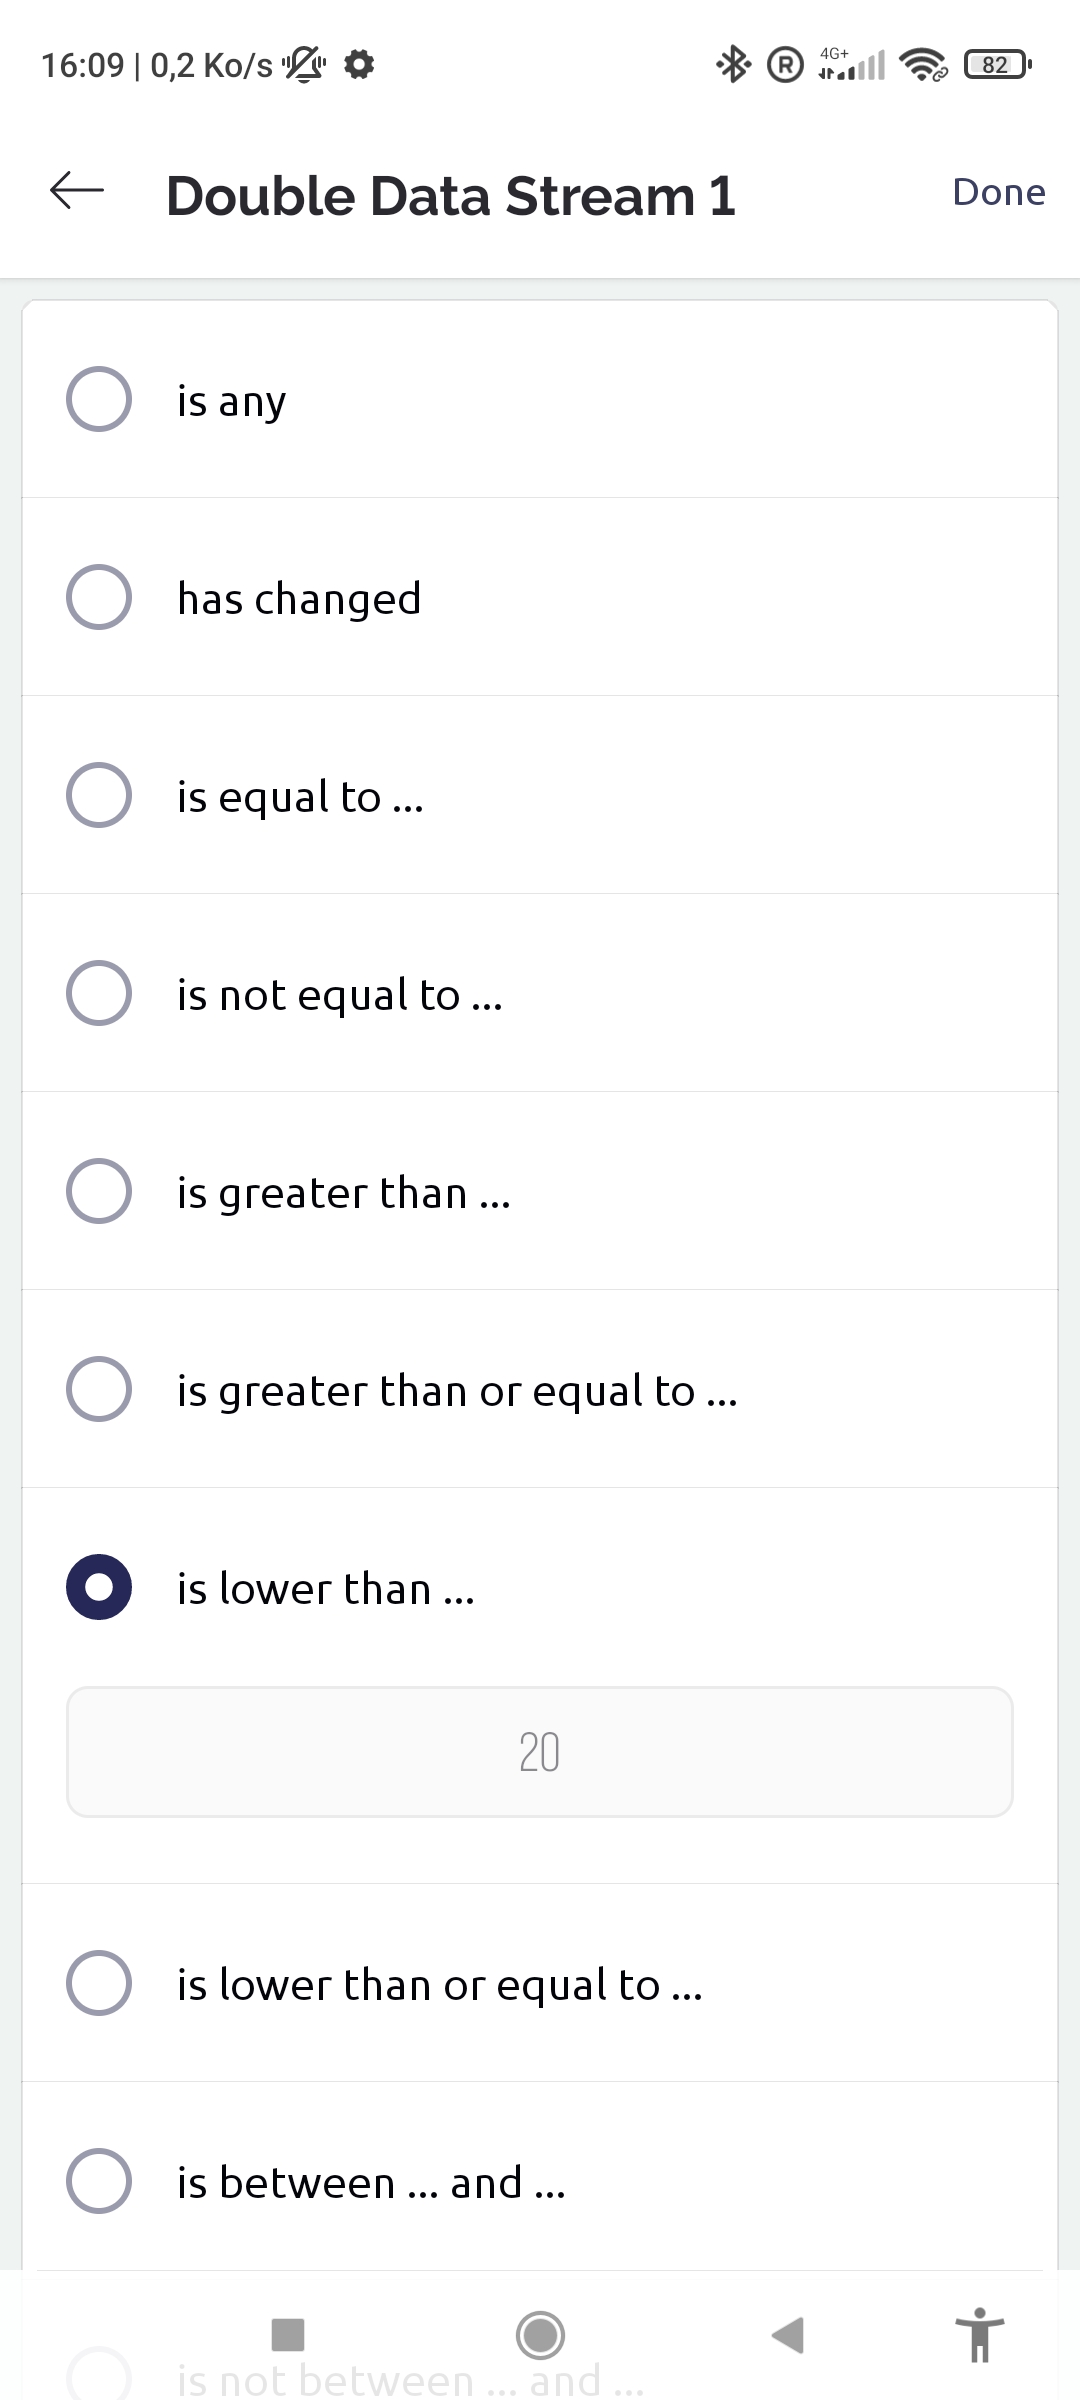 16:09 | 0,2 Ko/s
R 4G+ 82
Double Data Stream 1
Done
is any
has changed
is equal to ...
is not equal to ...
is greater than ...
is greater than or equal to ...
is lower than ...
20
is lower than or equal to ...
is between ... and ...
is not between ... and ...